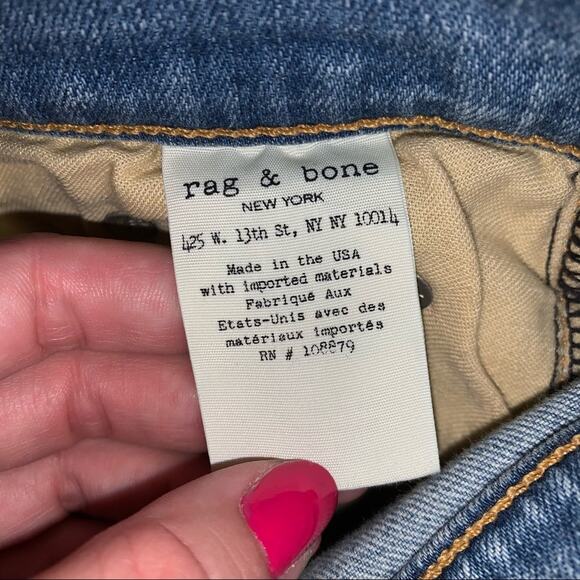 rag & bone
NEW YORK
425 W. 13th St, NY NY 10014
Made in the USA
with imported materials
Fabriqué Aux
Etats-Unis avec des
matériaux importés
RN # 108879